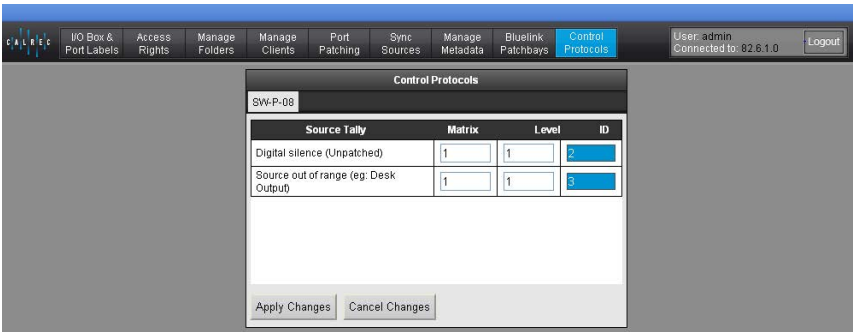 CALREC
I/O Box &
Port Labels
Access
Rights
Manage
Folders
Manage
Clients
Port
Patching
Sync
Sources
Manage
Metadata
Bluelink
Patchbays
Control
Protocols
User: admin
Connected to: 82.6.1.0
Logout
Control Protocols
SW-P-08
Source Tally Matrix Level ID
Digital silence (Unpatched) 1 1 2
Source out of range (eg: Desk
Output) 1 1 3
Apply Changes Cancel Changes